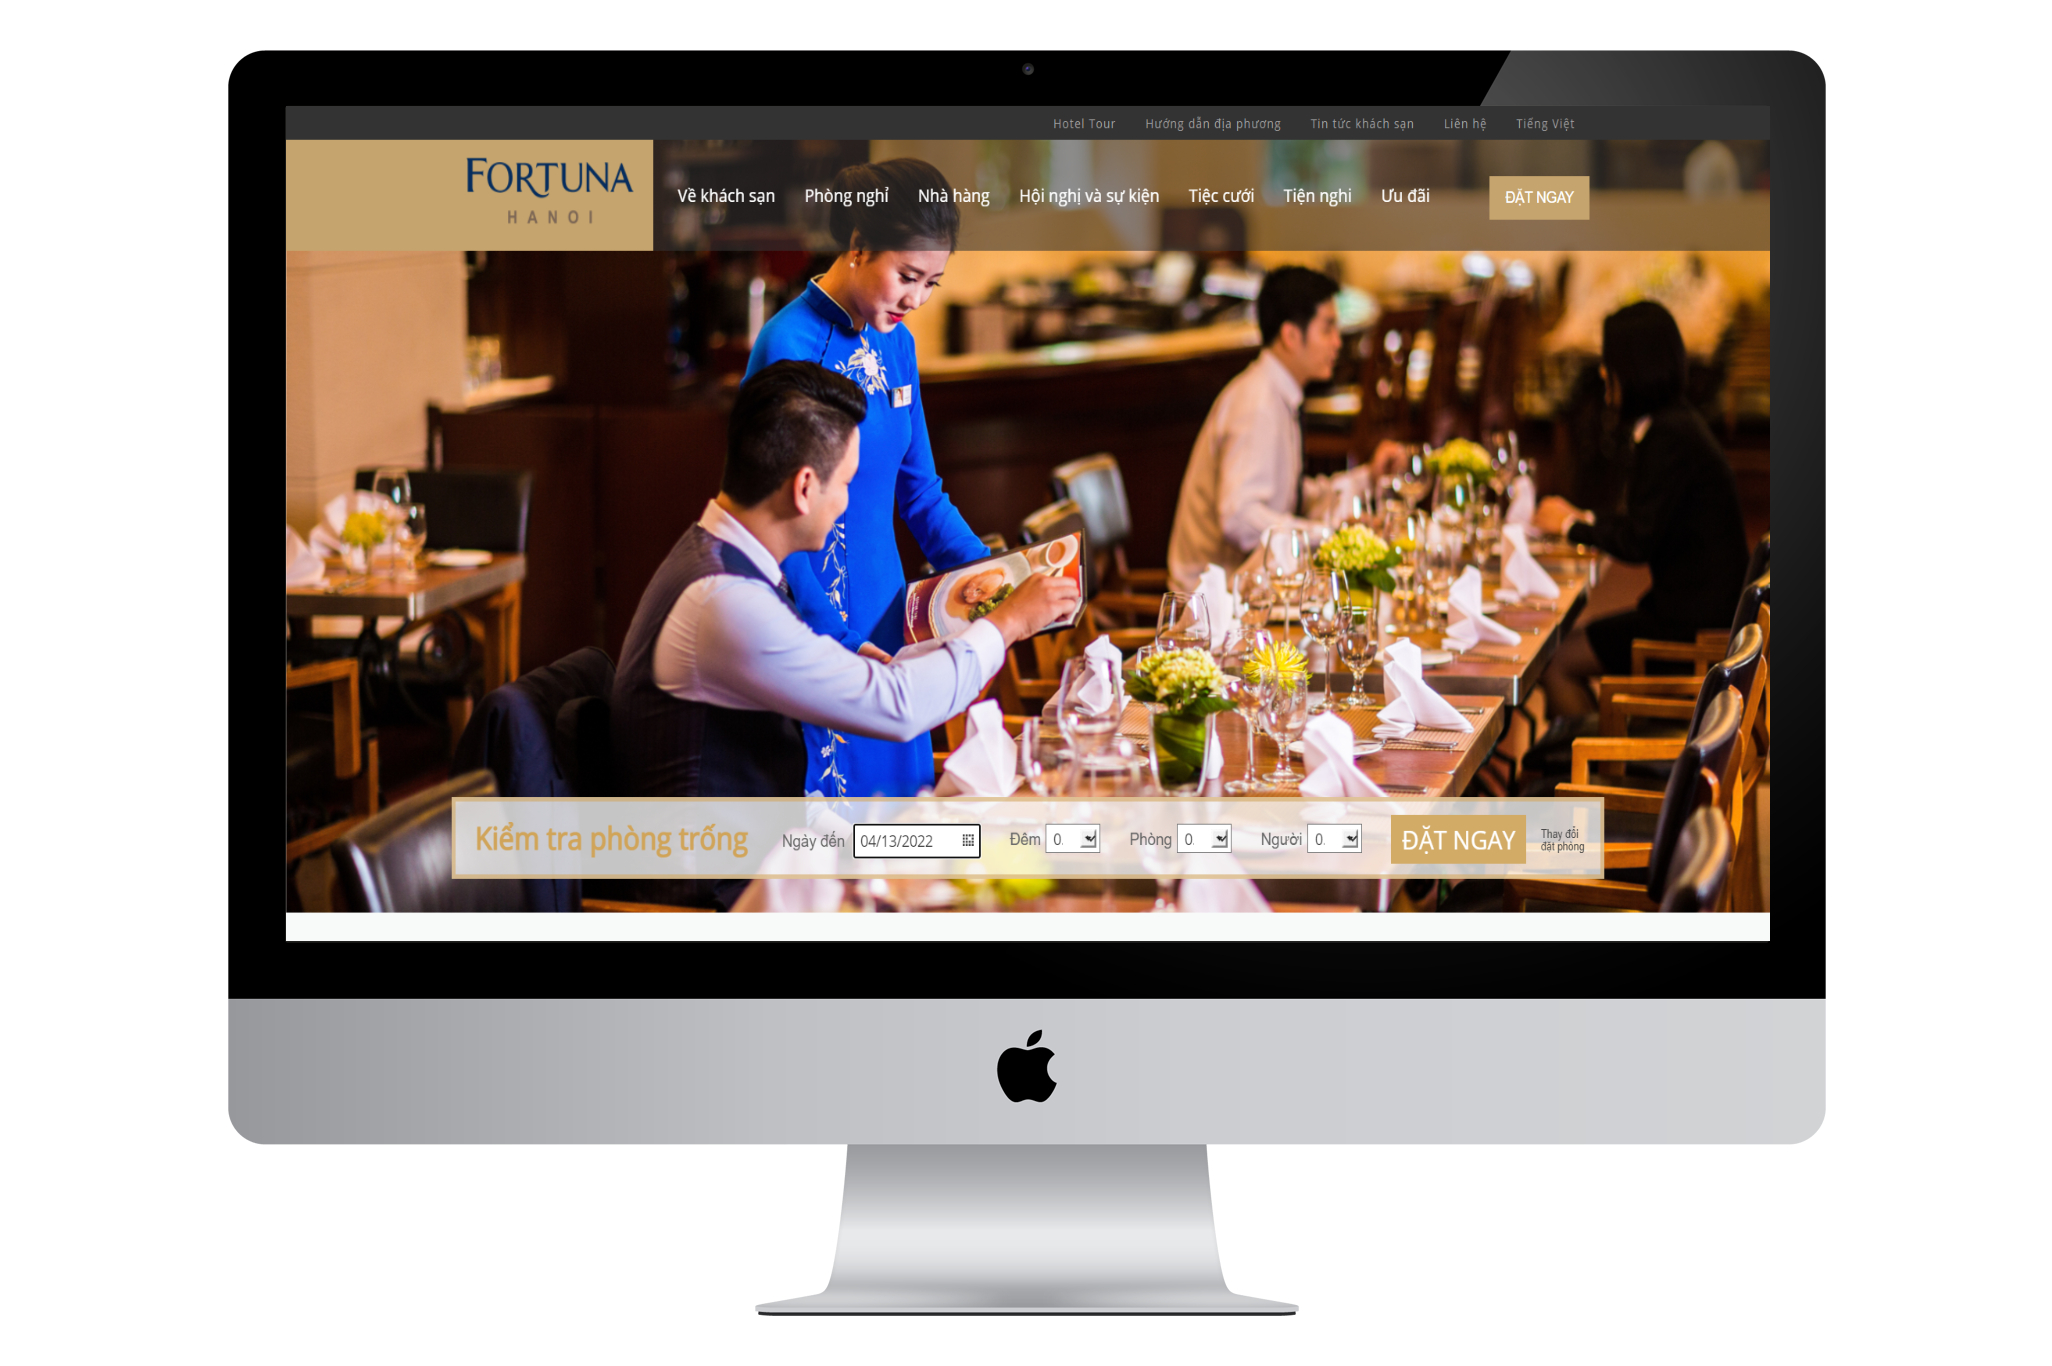 Hotel Tour Hướng dẫn địa phương Tin tức khách sạn Liên hệ Tiếng Việt
FORTUNA
HANOI
Về khách sạn Phòng nghỉ Nhà hàng Hội nghị và sự kiện Tiệc cưới Tiện nghi Ưu đãi ĐẶT NGAY
Kiểm tra phòng trống Ngày đến 04/13/2022 Đêm 0. Phòng 0. Người 0. ĐẶT NGAY
Thay đổi
đặt phòng